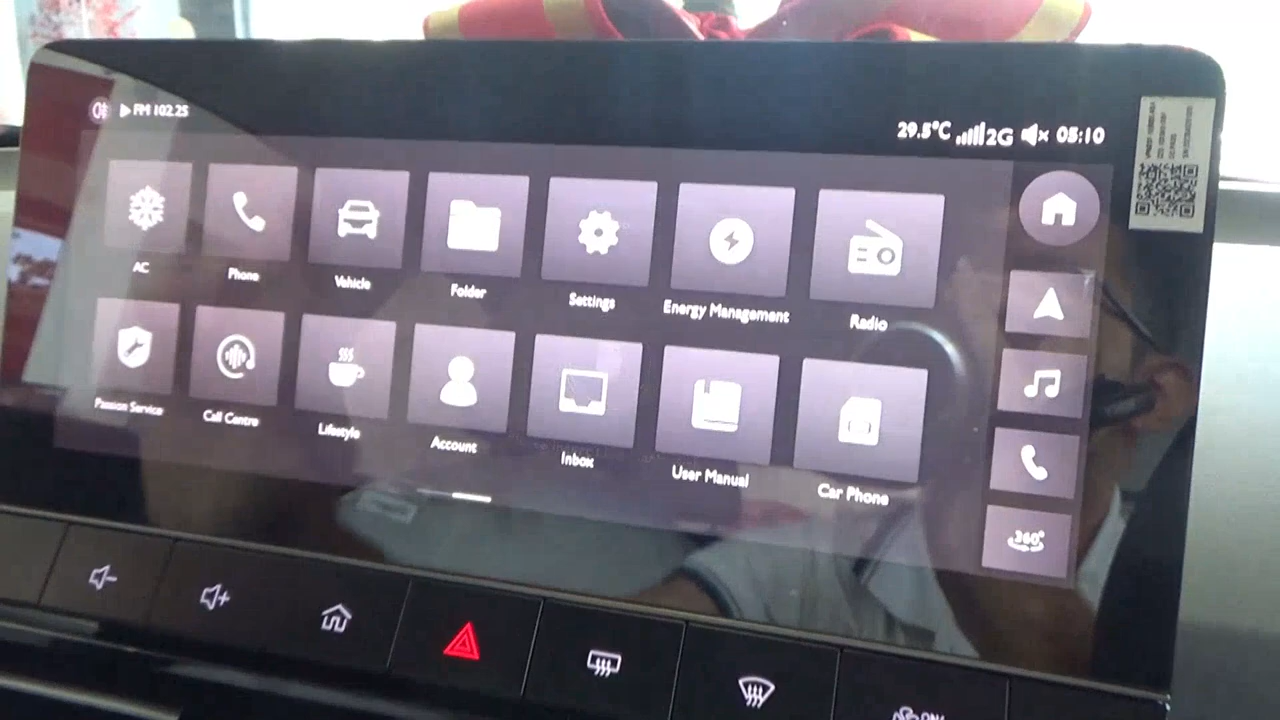 FM 102.25
29.5°C 2G 05:10
AC Phone Vehicle Folder Settings Energy Management Radio
Passion Service Call Centre Lifestyle Account Inbox User Manual Car Phone
360°